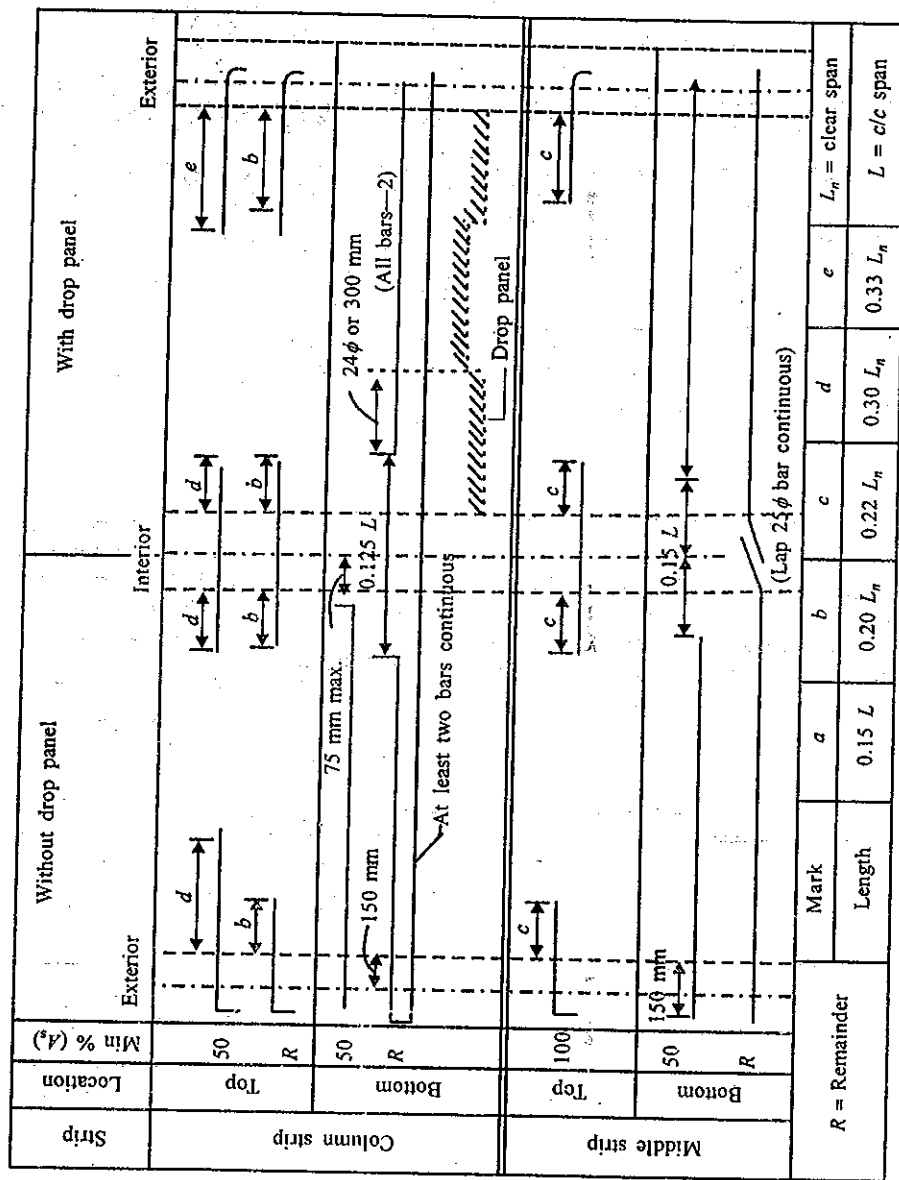 Strip
Location
Min % (As)
Without drop panel
With drop panel
Exterior
Interior
Exterior
Column strip
Top
50
d
d
d
e
R
b
b
b
b
Bottom
50
75 mm max.
0.125 L
24ϕ or 300 mm
(All bars—2)
R
150 mm
At least two bars continuous
Drop panel
Middle strip
Top
100
c
c
c
c
Bottom
50
150 mm
0.15 L
R
(Lap 25ϕ bar continuous)
R = Remainder
Mark
a
b
c
d
e
Ln = clear span
Length
0.15 L
0.20 Ln
0.22 Ln
0.30 Ln
0.33 Ln
L = c/c span